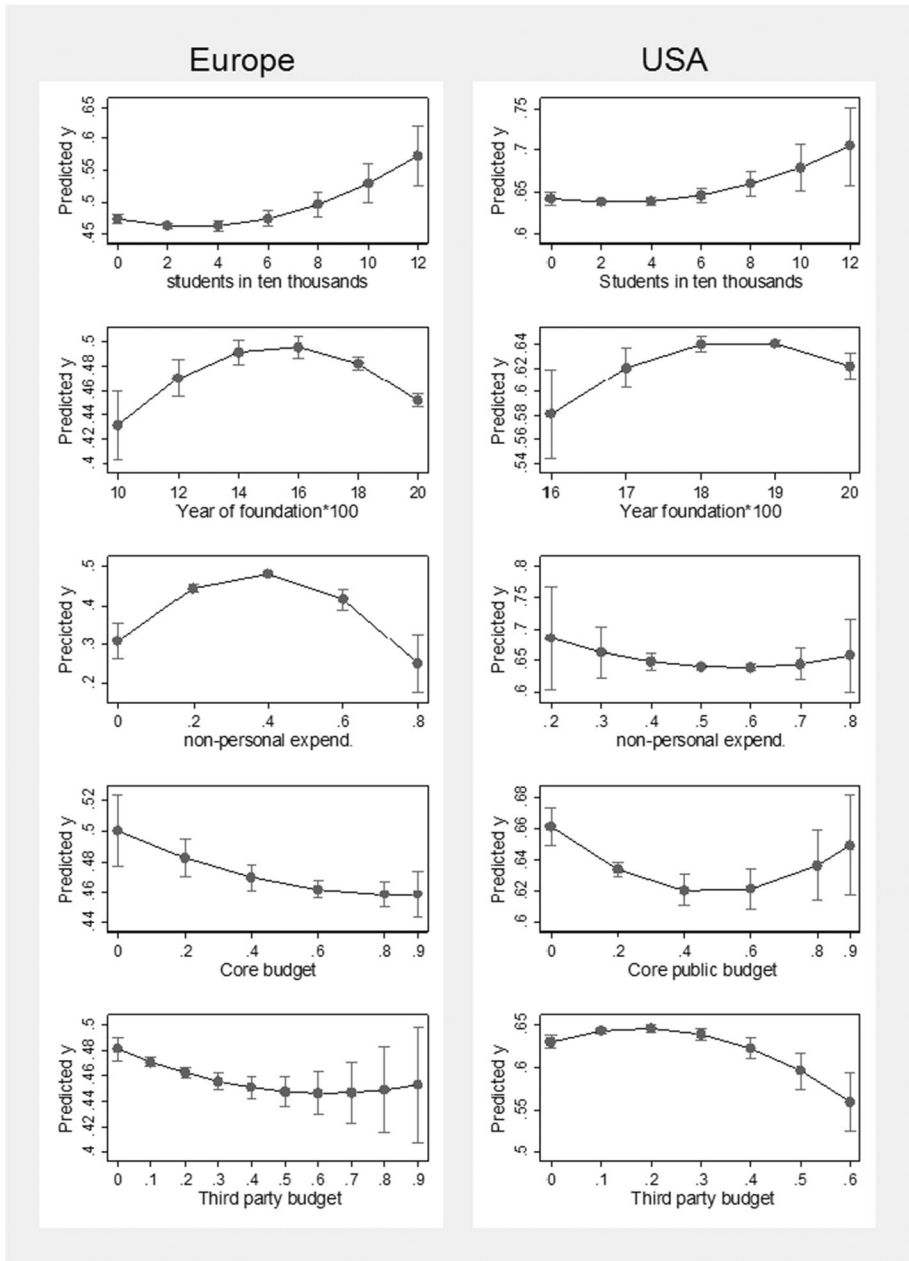 Europe
Predicted y
.45 .5 .55 .6 .65
0 2 4 6 8 10 12
students in ten thousands
Predicted y
.4 .42 .44 .46 .48 .5
10 12 14 16 18 20
Year of foundation*100
Precicted y
.2 .3 .4 .5
0 .2 .4 .6 .8
non-personal expend.
Predicted y
.44 .46 .48 .5 .52
0 .2 .4 .6 .8 .9
Core budget
Predicted y
.4 .42 .44 .46 .48 .5
0 .1 .2 .3 .4 .5 .6 .7 .8 .9
Third party budget
USA
Predicted y
.6 .65 .7 .75
0 2 4 6 8 10 12
Students in ten thousands
Predicted y
.54 .56 .58 .6 .62 .64
16 17 18 19 20
Year foundation*100
Precicted y
.6 .65 .7 .75 .8
.2 .3 .4 .5 .6 .7 .8
non-personal expend.
Predicted y
.6 .62 .64 .66 .68
0 .2 .4 .6 .8 .9
Core public budget
Predicted y
.5 .55 .6 .65
0 .1 .2 .3 .4 .5 .6
Third party budget